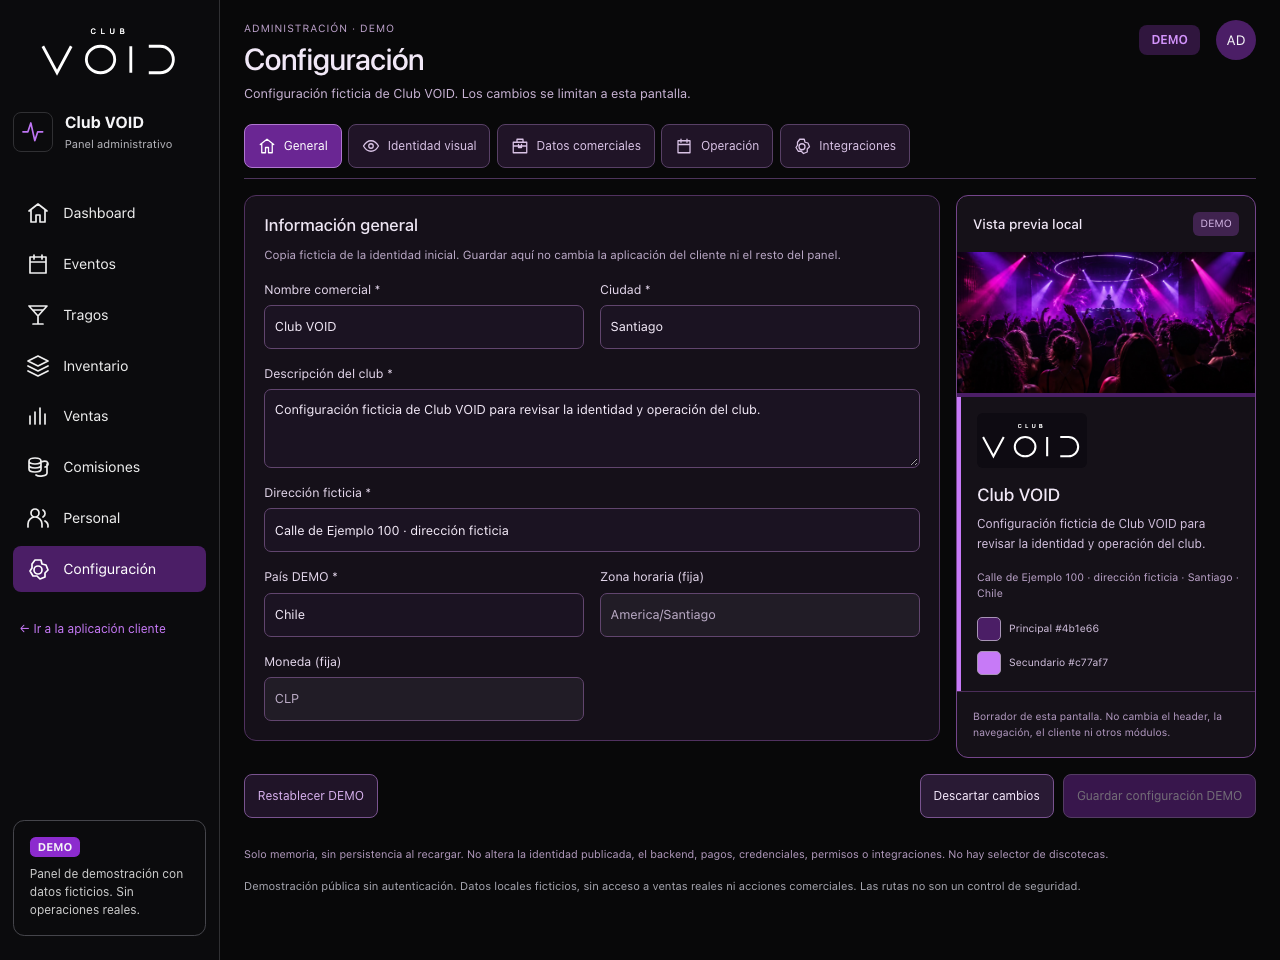 CLUB
VOID
Club VOID
Panel administrativo
Dashboard
Eventos
Tragos
Inventario
Ventas
Comisiones
Personal
Configuración
← Ir a la aplicación cliente
DEMO
Panel de demostración con
datos ficticios. Sin
operaciones reales.
ADMINISTRACIÓN · DEMO
Configuración
Configuración ficticia de Club VOID. Los cambios se limitan a esta pantalla.
DEMO
AD
General
Identidad visual
Datos comerciales
Operación
Integraciones
Información general
Copia ficticia de la identidad inicial. Guardar aquí no cambia la aplicación del cliente ni el resto del panel.
Nombre comercial *
Ciudad *
Club VOID
Santiago
Descripción del club *
Configuración ficticia de Club VOID para revisar la identidad y operación del club.
Dirección ficticia *
Calle de Ejemplo 100 · dirección ficticia
País DEMO *
Zona horaria (fija)
Chile
America/Santiago
Moneda (fija)
CLP
Vista previa local
DEMO
CLUB
VOID
Club VOID
Configuración ficticia de Club VOID para
revisar la identidad y operación del club.
Calle de Ejemplo 100 · dirección ficticia · Santiago ·
Chile
Principal #4b1e66
Secundario #c77af7
Borrador de esta pantalla. No cambia el header, la
navegación, el cliente ni otros módulos.
Restablecer DEMO
Descartar cambios
Guardar configuración DEMO
Solo memoria, sin persistencia al recargar. No altera la identidad publicada, el backend, pagos, credenciales, permisos o integraciones. No hay selector de discotecas.
Demostración pública sin autenticación. Datos locales ficticios, sin acceso a ventas reales ni acciones comerciales. Las rutas no son un control de seguridad.